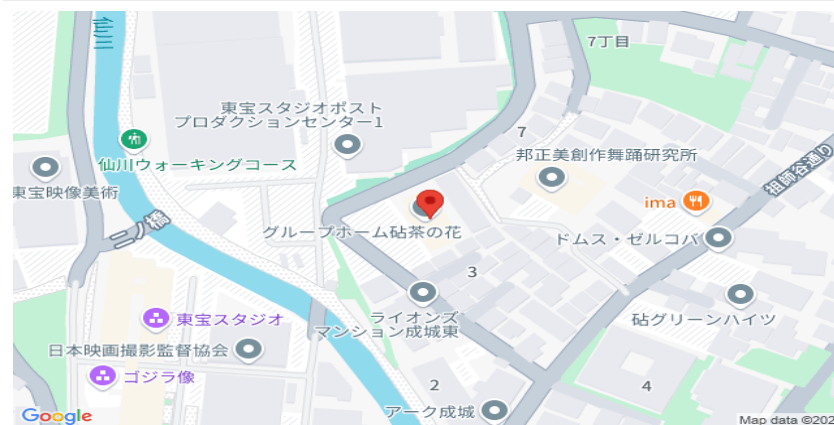 仙川
7丁目
東宝スタジオポスト
プロダクションセンター1
7
仙川ウォーキングコース
邦正美創作舞踊研究所
祖師谷通り
東宝映像美術
ima
二ノ橋
グループホーム砧茶の花
ドムス・ゼルコバ
3
東宝スタジオ
ライオンズ
マンション成城東
砧グリーンハイツ
日本映画撮影監督協会
ゴジラ像
2
4
アーク成城
Google
Map data ©202